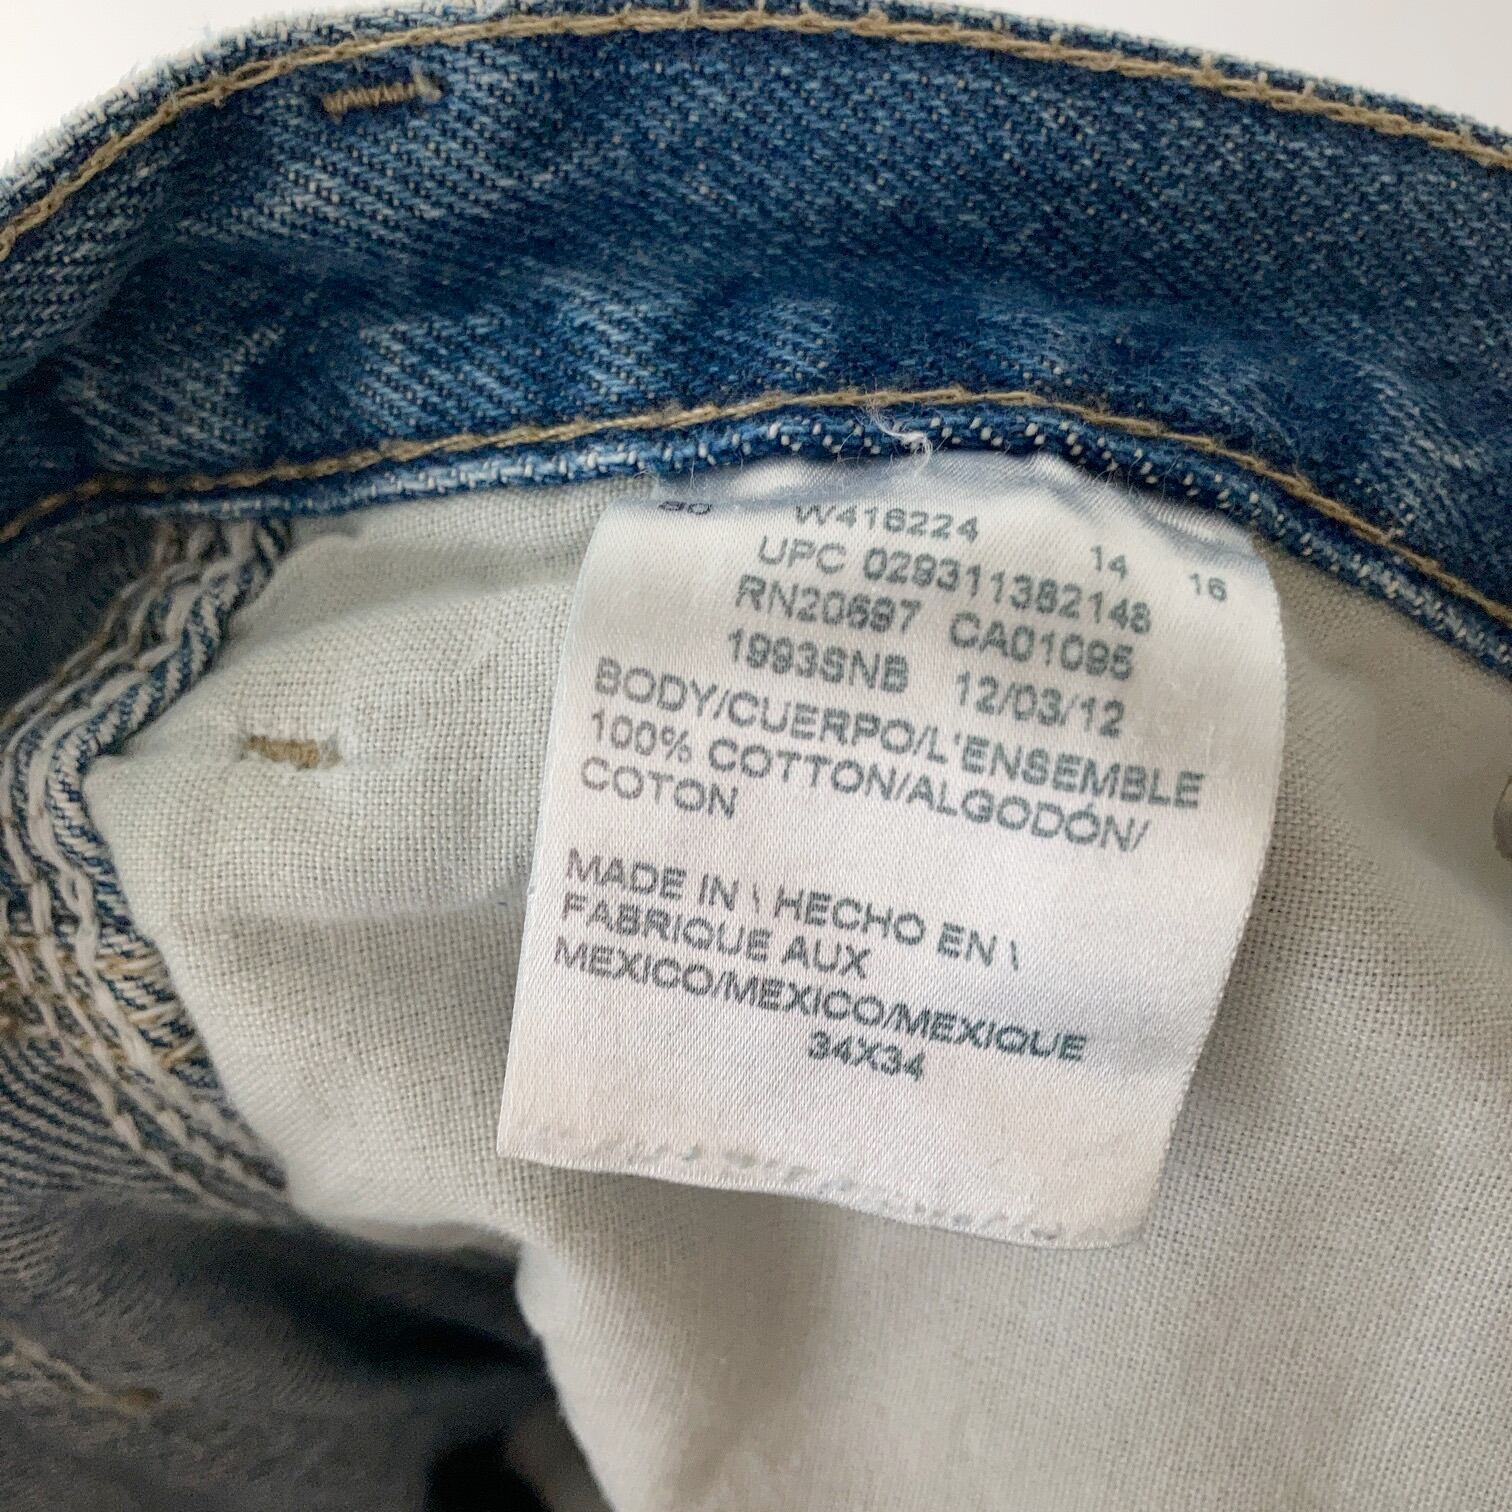 W416224
14 16
UPC 029311382148
RN20697 CA01095
1993SNB 12/03/12
BODY/CUERPO/L'ENSEMBLE
100% COTTON/ALGODÓN/
COTON
MADE IN \ HECHO EN \
FABRIQUE AUX
MEXICO/MEXICO/MEXIQUE
34X34